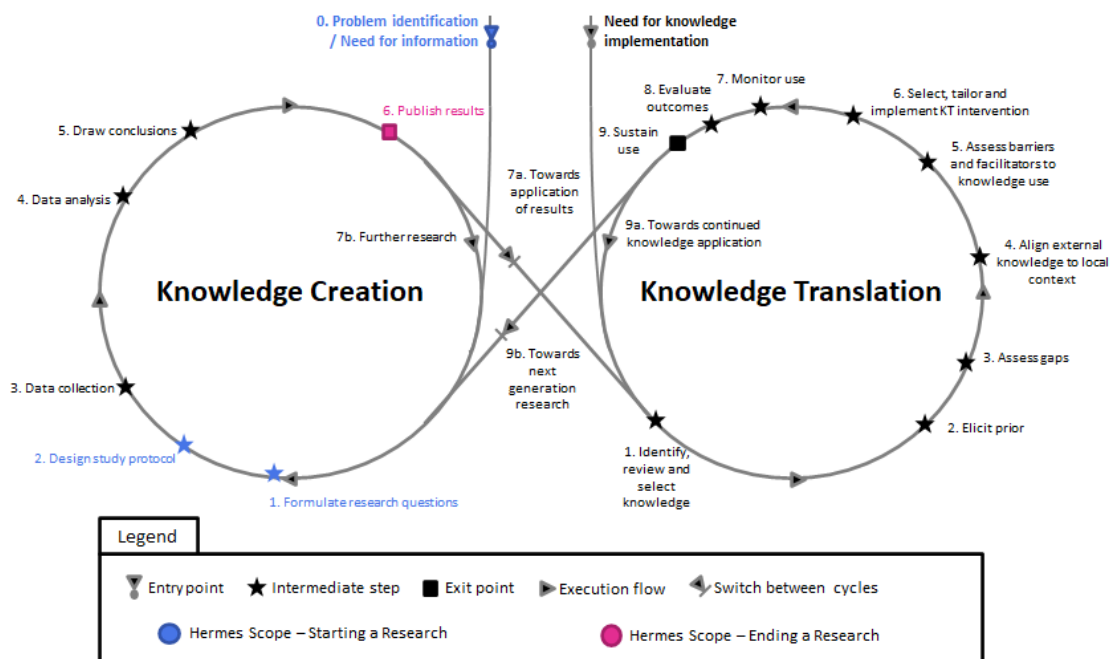 0. Problem identification
/ Need for information
Need for knowledge
implementation
6. Publish results
5. Draw conclusions
4. Data analysis
3. Data collection
2. Design study protocol
1. Formulate research questions
7b. Further research
Knowledge Creation
7a. Towards
application
of results
9b. Towards
next
generation
research
7. Monitor use
8. Evaluate
outcomes
9. Sustain
use
6. Select, tailor and
implement KT intervention
5. Assess barriers
and facilitators to
knowledge use
9a. Towards continued
knowledge application
4. Align external
knowledge to local
context
Knowledge Translation
3. Assess gaps
2. Elicit prior
1. Identify,
review and
select
knowledge
Legend
Entry point
Intermediate step
Exit point
Execution flow
Switch between cycles
Hermes Scope – Starting a Research
Hermes Scope – Ending a Research